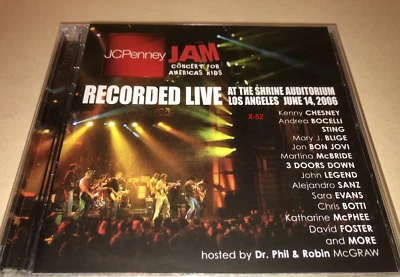 JCPenney
JAM
CONCERT FOR
AMERICA'S KIDS
RECORDED LIVE
AT THE SHRINE AUDITORIUM
LOS ANGELES JUNE 14, 2006
X-52
Kenny CHESNEY
Andrea BOCELLI
STING
Mary J. BLIGE
Jon BON JOVI
Martina McBRIDE
3 DOORS DOWN
John LEGEND
Alejandro SANZ
Sara EVANS
Chris BOTTI
Katharine McPHEE
DAVID FOSTER
and MORE
hosted by Dr. Phil & Robin McGRAW